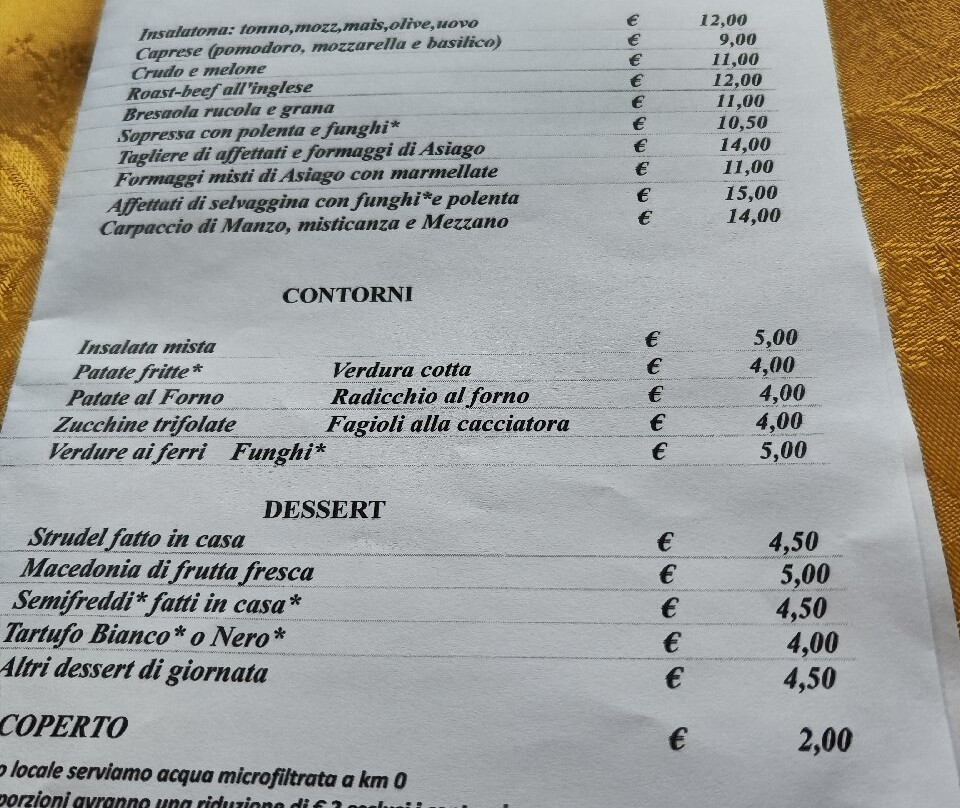 Insalatona: tonno,mozz,mais,olive,uovo € 12,00
Caprese (pomodoro, mozzarella e basilico) € 9,00
Crudo e melone € 11,00
Roast-beef all'inglese € 12,00
Bresaola rucola e grana € 11,00
Sopressa con polenta e funghi* € 10,50
Tagliere di affettati e formaggi di Asiago € 14,00
Formaggi misti di Asiago con marmellate € 11,00
Affettati di selvaggina con funghi*e polenta € 15,00
Carpaccio di Manzo, misticanza e Mezzano € 14,00
CONTORNI
Insalata mista € 5,00
Patate fritte* Verdura cotta € 4,00
Patate al Forno Radicchio al forno € 4,00
Zucchine trifolate Fagioli alla cacciatora € 4,00
Verdure ai ferri Funghi* € 5,00
DESSERT
Strudel fatto in casa € 4,50
Macedonia di frutta fresca € 5,00
Semifreddi* fatti in casa* € 4,50
Tartufo Bianco* o Nero* € 4,00
Altri dessert di giornata € 4,50
COPERTO € 2,00
o locale serviamo acqua microfiltrata a km 0
porzioni avranno una riduzione di € 2